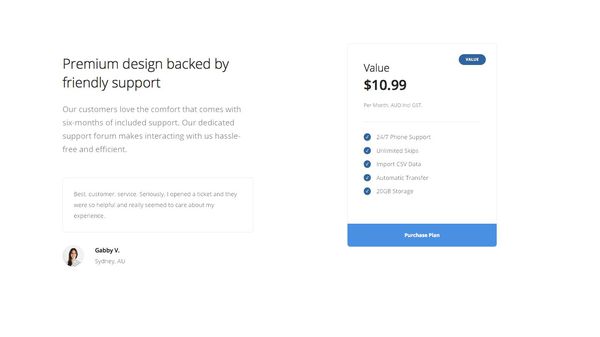 Premium design backed by
friendly support
Our customers love the comfort that comes with
six-months of included support. Our dedicated
support forum makes interacting with us hassle-
free and efficient.
Best. customer. service. Seriously, I opened a ticket and they
were so helpful and really seemed to care about my
experience..
Gabby V.
Sydney, AU
VALUE
Value
$10.99
Per Month, AUD Incl GST.
24/7 Phone Support
Unlimited Skips
Import CSV Data
Automatic Transfer
20GB Storage
Purchase Plan